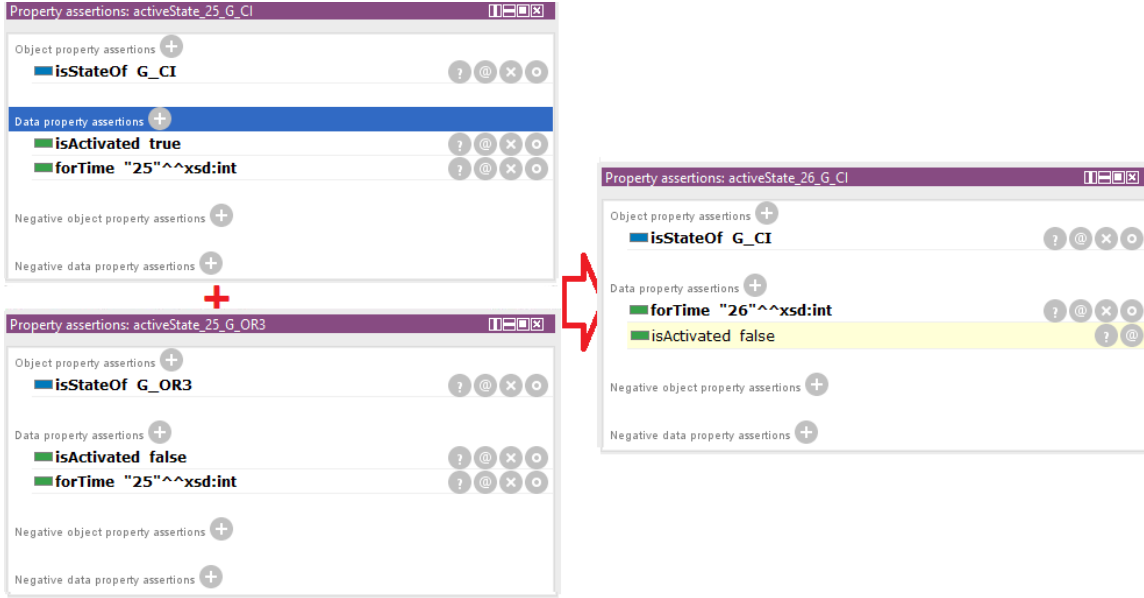 Property assertions: activeState_25_G_CI
Object property assertions
isStateOf G_CI
Data property assertions
isActivated true
forTime "25"^^xsd:int
Negative object property assertions
Negative data property assertions
+
Property assertions: activeState_25_G_OR3
Object property assertions
isStateOf G_OR3
Data property assertions
isActivated false
forTime "25"^^xsd:int
Negative object property assertions
Negative data property assertions
Property assertions: activeState_26_G_CI
Object property assertions
isStateOf G_CI
Data property assertions
forTime "26"^^xsd:int
isActivated false
Negative object property assertions
Negative data property assertions